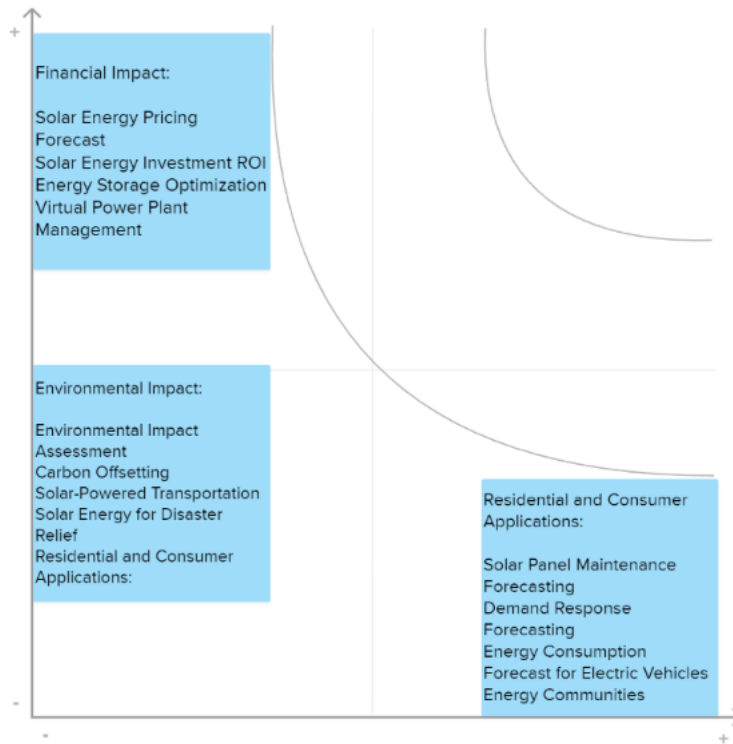 +
Financial Impact:
Solar Energy Pricing
Forecast
Solar Energy Investment ROI
Energy Storage Optimization
Virtual Power Plant
Management
Environmental Impact:
Environmental Impact
Assessment
Carbon Offsetting
Solar-Powered Transportation
Solar Energy for Disaster
Relief
Residential and Consumer
Applications:
Residential and Consumer
Applications:
Solar Panel Maintenance
Forecasting
Demand Response
Forecasting
Energy Consumption
Forecast for Electric Vehicles
Energy Communities
-
-
+